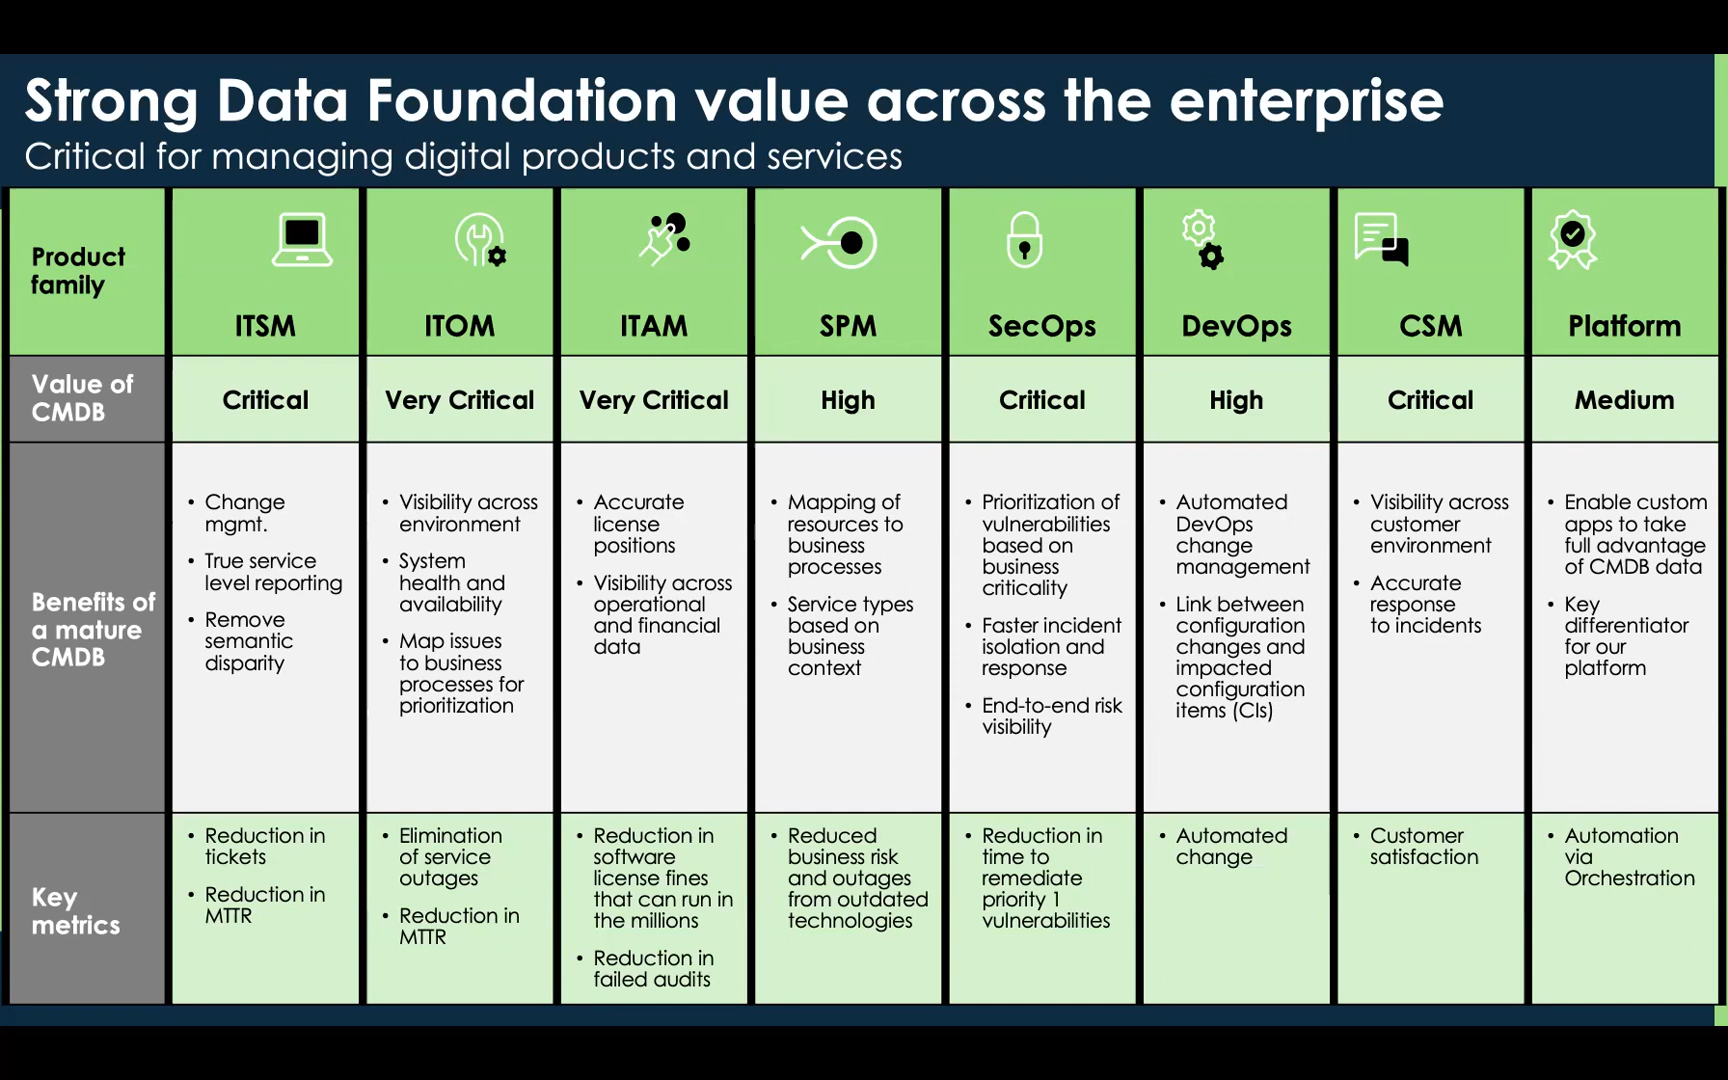 Strong Data Foundation value across the enterprise
Critical for managing digital products and services
Product
family
ITSM
ITOM
ITAM
SPM
SecOps
DevOps
CSM
Platform
Value of
CMDB
Critical
Very Critical
Very Critical
High
Critical
High
Critical
Medium
Benefits of
a mature
CMDB
• Change
mgmt.
• True service
level reporting
• Remove
semantic
disparity
• Visibility across
environment
• System
health and
availability
• Map issues
to business
processes for
prioritization
• Accurate
license
positions
• Visibility across
operational
and financial
data
• Mapping of
resources to
business
processes
• Service types
based on
business
context
• Prioritization of
vulnerabilities
based on
business
criticality
• Faster incident
isolation and
response
• End-to-end risk
visibility
• Automated
DevOps
change
management
• Link between
configuration
changes and
impacted
configuration
items (CIs)
• Visibility across
customer
environment
• Accurate
response
to incidents
• Enable custom
apps to take
full advantage
of CMDB data
• Key
differentiator
for our
platform
Key
metrics
• Reduction in
tickets
• Reduction in
MTTR
• Elimination
of service
outages
• Reduction in
MTTR
• Reduction in
software
license fines
that can run in
the millions
• Reduction in
failed audits
• Reduced
business risk
and outages
from outdated
technologies
• Reduction in
time to
remediate
priority 1
vulnerabilities
• Automated
change
• Customer
satisfaction
• Automation
via
Orchestration